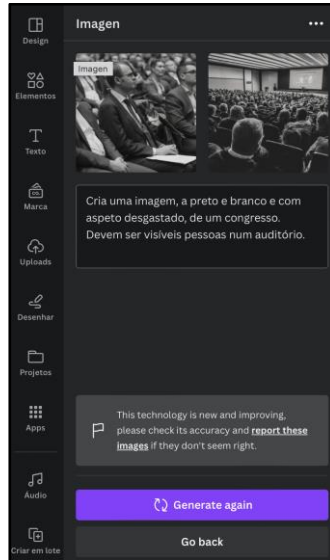 Design
Elementos
Texto
Marca
Uploads
Desenhar
Projetos
Apps
Áudio
Criar em lote
Imagen
Imagen
Cria uma imagem, a preto e branco e com
aspeto desgastado, de um congresso.
Devem ser visíveis pessoas num auditório.
This technology is new and improving,
please check its accuracy and report these
images if they don't seem right.
Generate again
Go back